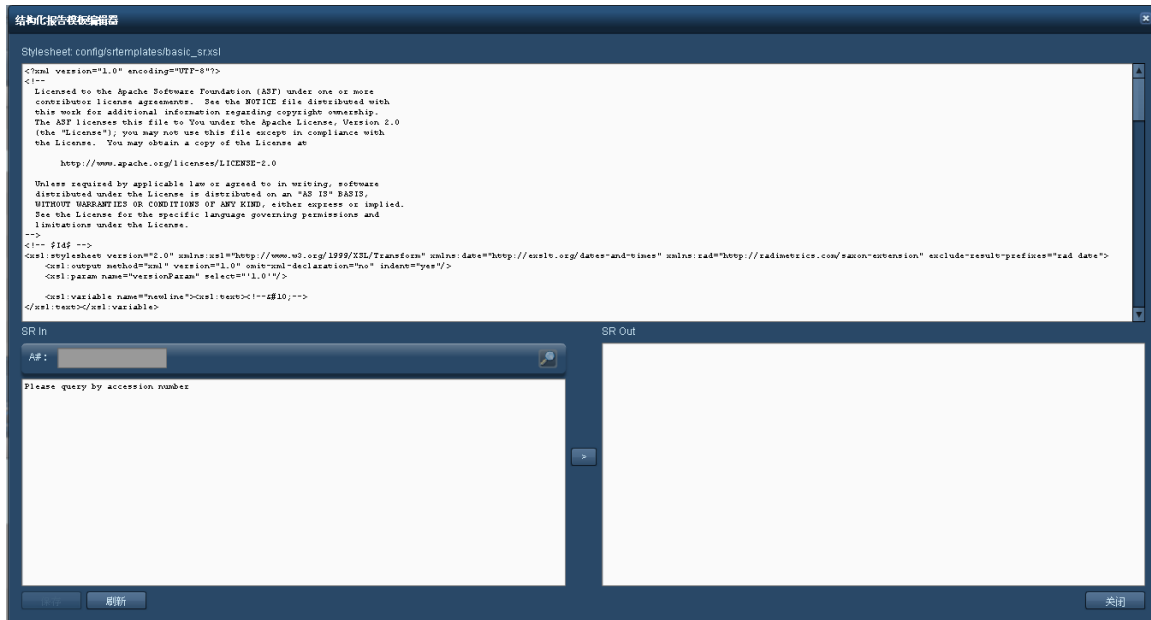 结构化报告模板编辑器
Stylesheet: config/srtemplates/basic_sr.xsl
<?xml version="1.0" encoding="UTF-8"?>
<!--
Licensed to the Apache Software Foundation (ASF) under one or more
contributor license agreements.  See the NOTICE file distributed with
this work for additional information regarding copyright ownership.
The ASF licenses this file to You under the Apache License, Version 2.0
(the "License"); you may not use this file except in compliance with
the License.  You may obtain a copy of the License at
http://www.apache.org/licenses/LICENSE-2.0
Unless required by applicable law or agreed to in writing, software
distributed under the License is distributed on an "AS IS" BASIS,
WITHOUT WARRANTIES OR CONDITIONS OF ANY KIND, either express or implied.
See the License for the specific language governing permissions and
limitations under the License.
-->
<!-- $Id$ -->
<xsl:stylesheet version="2.0" xmlns:xsl="http://www.w3.org/1999/XSL/Transform" xmlns:date="http://exslt.org/dates-and-times" xmlns:rad="http://radimetrics.com/saxon-extension" exclude-result-prefixes="rad date">
<xsl:output method="xml" version="1.0" omit-xml-declaration="no" indent="yes"/>
<xsl:param name="versionParam" select="'1.0'"/>
<xsl:variable name="newline"><xsl:text><!--&#10;-->
</xsl:text></xsl:variable>
SR In
SR Out
A#:
Please query by accession number
>
保存
刷新
关闭